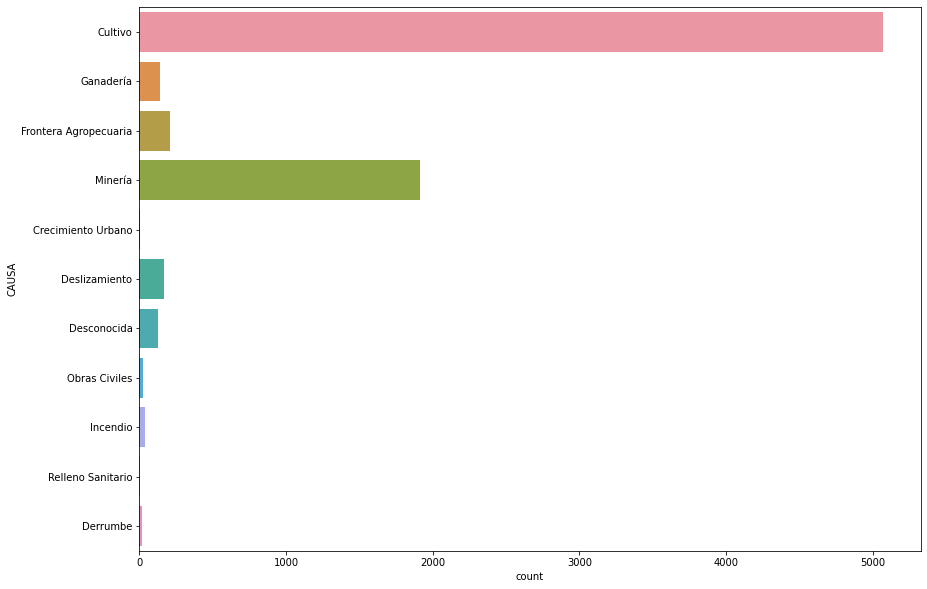 Cultivo
Ganadería
Frontera Agropecuaria
Minería
Crecimiento Urbano
Deslizamiento
Desconocida
Obras Civiles
Incendio
Relleno Sanitario
Derrumbe
CAUSA
0 1000 2000 3000 4000 5000
count